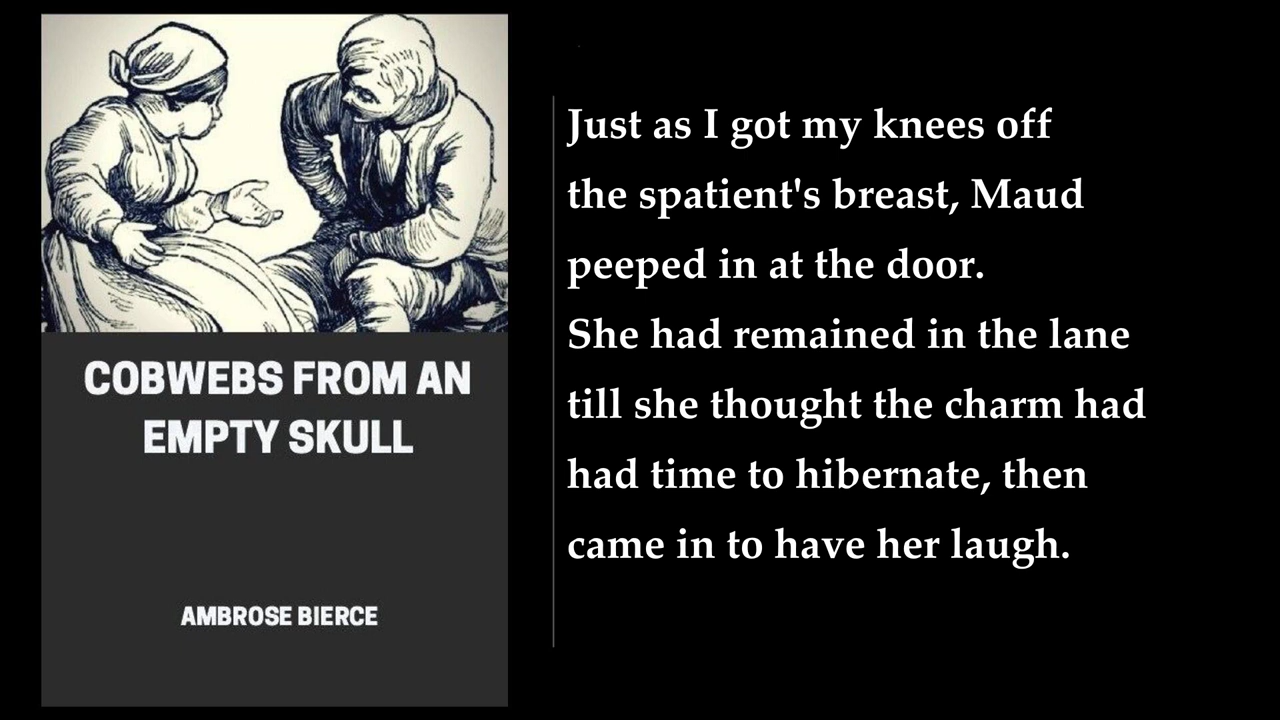 COBWEBS FROM AN
EMPTY SKULL
AMBROSE BIERCE
Just as I got my knees off
the spatient's breast, Maud
peeped in at the door.
She had remained in the lane
till she thought the charm had
had time to hibernate, then
came in to have her laugh.